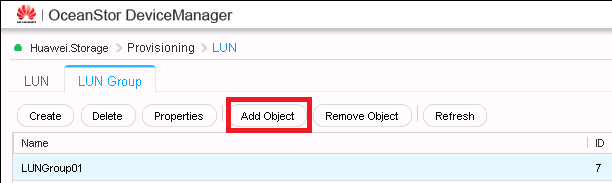 OceanStor DeviceManager
Huawei.Storage > Provisioning > LUN
LUN LUN Group
Create Delete Properties Add Object Remove Object Refresh
Name ID
LUNGroup01 7